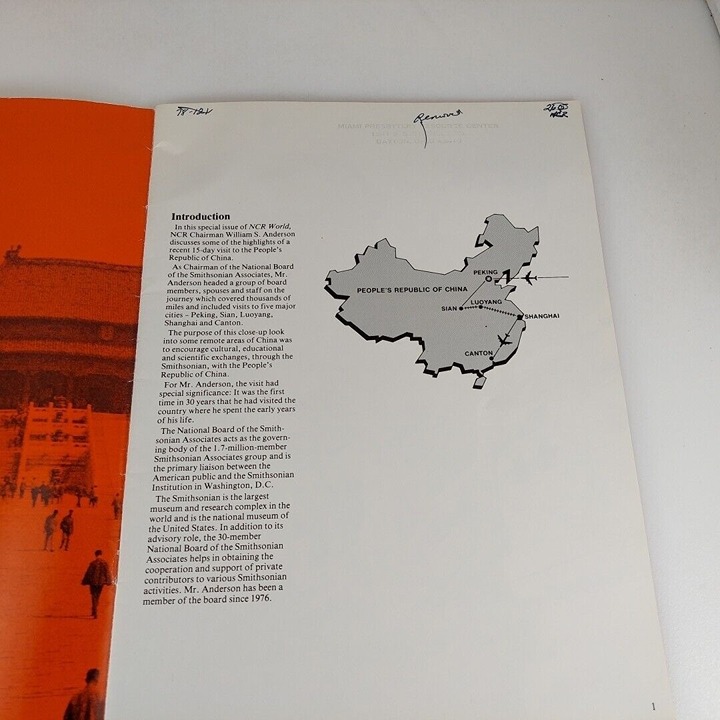 Introduction
In this special issue of NCR World,
NCR Chairman William S. Anderson
discusses some of the highlights of a
recent 15-day visit to the People's
Republic of China.
As Chairman of the National Board
of the Smithsonian Associates, Mr.
Anderson headed a group of board
members, spouses and staff on the
journey which covered thousands of
miles and included visits to five major
cities – Peking, Sian, Luoyang,
Shanghai and Canton.
The purpose of this close-up look
into some remote areas of China was
to encourage cultural, educational
and scientific exchanges, through the
Smithsonian, with the People's
Republic of China.
For Mr. Anderson, the visit had
special significance: It was the first
time in 30 years that he had visited the
country where he spent the early years
of his life.
The National Board of the Smith-
sonian Associates acts as the govern-
ing body of the 1.7-million-member
Smithsonian Associates group and is
the primary liaison between the
American public and the Smithsonian
Institution in Washington, D.C.
The Smithsonian is the largest
museum and research complex in the
world and is the national museum of
the United States. In addition to its
advisory role, the 30-member
National Board of the Smithsonian
Associates helps in obtaining the
cooperation and support of private
contributors to various Smithsonian
activities. Mr. Anderson has been a
member of the board since 1976.
PEKING
PEOPLE'S REPUBLIC OF CHINA
LUOYANG
SIAN
SHANGHAI
CANTON
1